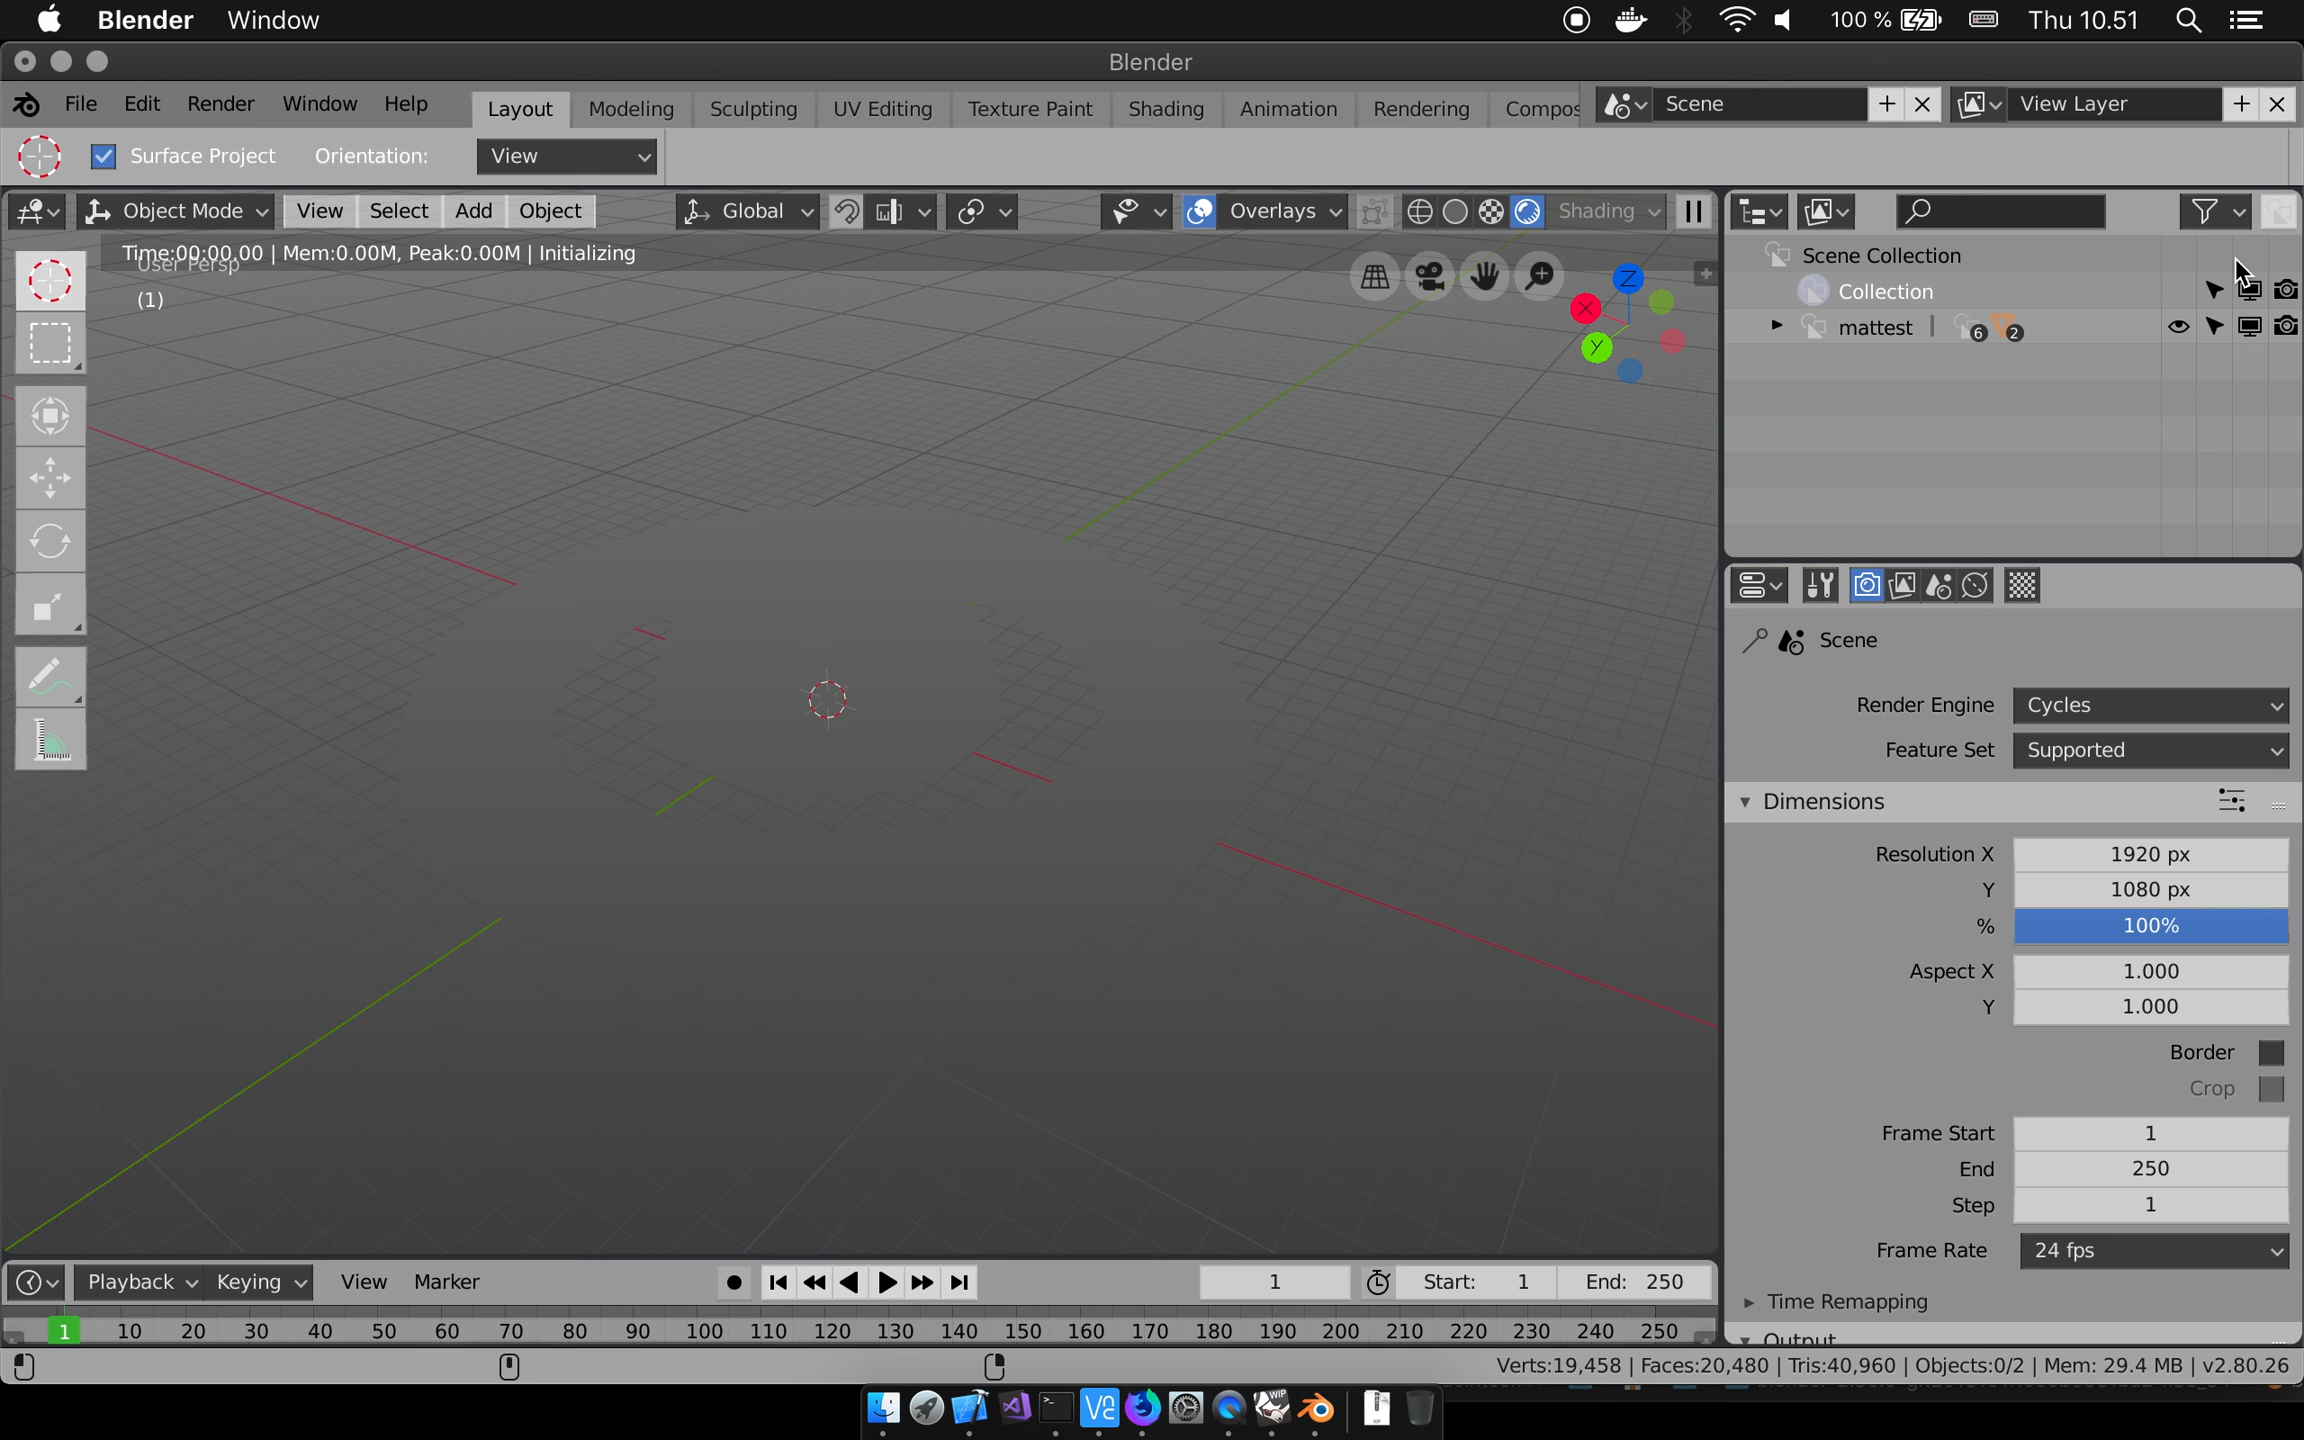 Blender Window 100 % Thu 10.51
Blender
File Edit Render Window Help Layout Modeling Sculpting UV Editing Texture Paint Shading Animation Rendering Compos Scene View Layer
Surface Project Orientation: View
Object Mode View Select Add Object Global Overlays Shading
Time:00:00.00 | Mem:0.00M, Peak:0.00M | Initializing
User Persp
(1)
Z
X
Y
Scene Collection
Collection
mattest 6 2
Scene
Render Engine Cycles
Feature Set Supported
Dimensions
Resolution X 1920 px
Y 1080 px
% 100%
Aspect X 1.000
Y 1.000
Border
Crop
Frame Start 1
End 250
Step 1
Frame Rate 24 fps
Time Remapping
Output
Playback Keying View Marker 1 Start: 1 End: 250
1 10 20 30 40 50 60 70 80 90 100 110 120 130 140 150 160 170 180 190 200 210 220 230 240 250
Verts:19,458 | Faces:20,480 | Tris:40,960 | Objects:0/2 | Mem: 29.4 MB | v2.80.26
WIP